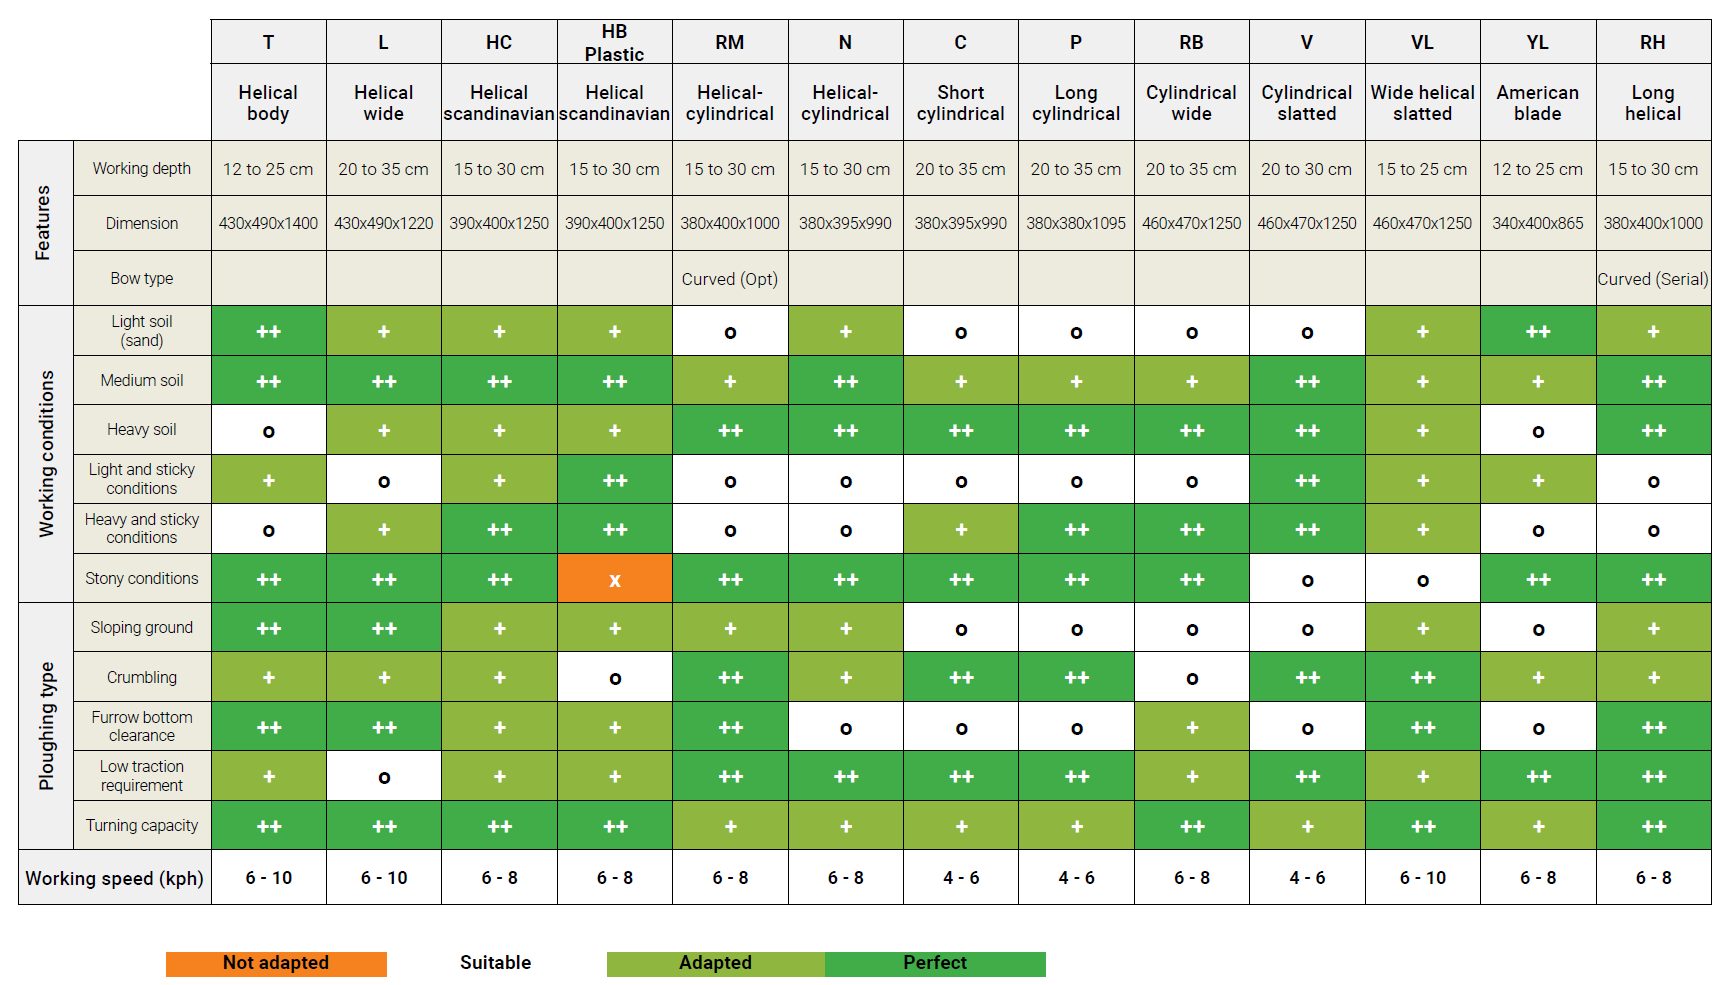 T L HC HB Plastic RM N C P RB V VL YL RH
Helical body Helical wide Helical scandinavian Helical scandinavian Helical-cylindrical Helical-cylindrical Short cylindrical Long cylindrical Cylindrical wide Cylindrical slatted Wide helical slatted American blade Long helical
Features
Working depth 12 to 25 cm 20 to 35 cm 15 to 30 cm 15 to 30 cm 15 to 30 cm 15 to 30 cm 20 to 35 cm 20 to 35 cm 20 to 35 cm 20 to 30 cm 15 to 25 cm 12 to 25 cm 15 to 30 cm
Dimension 430x490x1400 430x490x1220 390x400x1250 390x400x1250 380x400x1000 380x395x990 380x395x990 380x380x1095 460x470x1250 460x470x1250 460x470x1250 340x400x865 380x400x1000
Bow type Curved (Opt) Curved (Serial)
Working conditions
Light soil (sand) ++ + + + o + o o o o + ++ +
Medium soil ++ ++ ++ ++ + ++ + + + ++ + + ++
Heavy soil o + + + ++ ++ ++ ++ ++ ++ + o ++
Light and sticky conditions + o + ++ o o o o o ++ + + o
Heavy and sticky conditions o + ++ ++ o o + ++ ++ ++ + o o
Stony conditions ++ ++ ++ x ++ ++ ++ ++ ++ o o ++ ++
Ploughing type
Sloping ground ++ ++ + + + + o o o o + o +
Crumbling + + + o ++ + ++ ++ o ++ ++ + +
Furrow bottom clearance ++ ++ + + ++ o o o + o ++ o ++
Low traction requirement + o + + ++ ++ ++ ++ + ++ + ++ ++
Turning capacity ++ ++ ++ ++ + + + + ++ + ++ + ++
Working speed (kph) 6 - 10 6 - 10 6 - 8 6 - 8 6 - 8 6 - 8 4 - 6 4 - 6 6 - 8 4 - 6 6 - 10 6 - 8 6 - 8
Not adapted Suitable Adapted Perfect